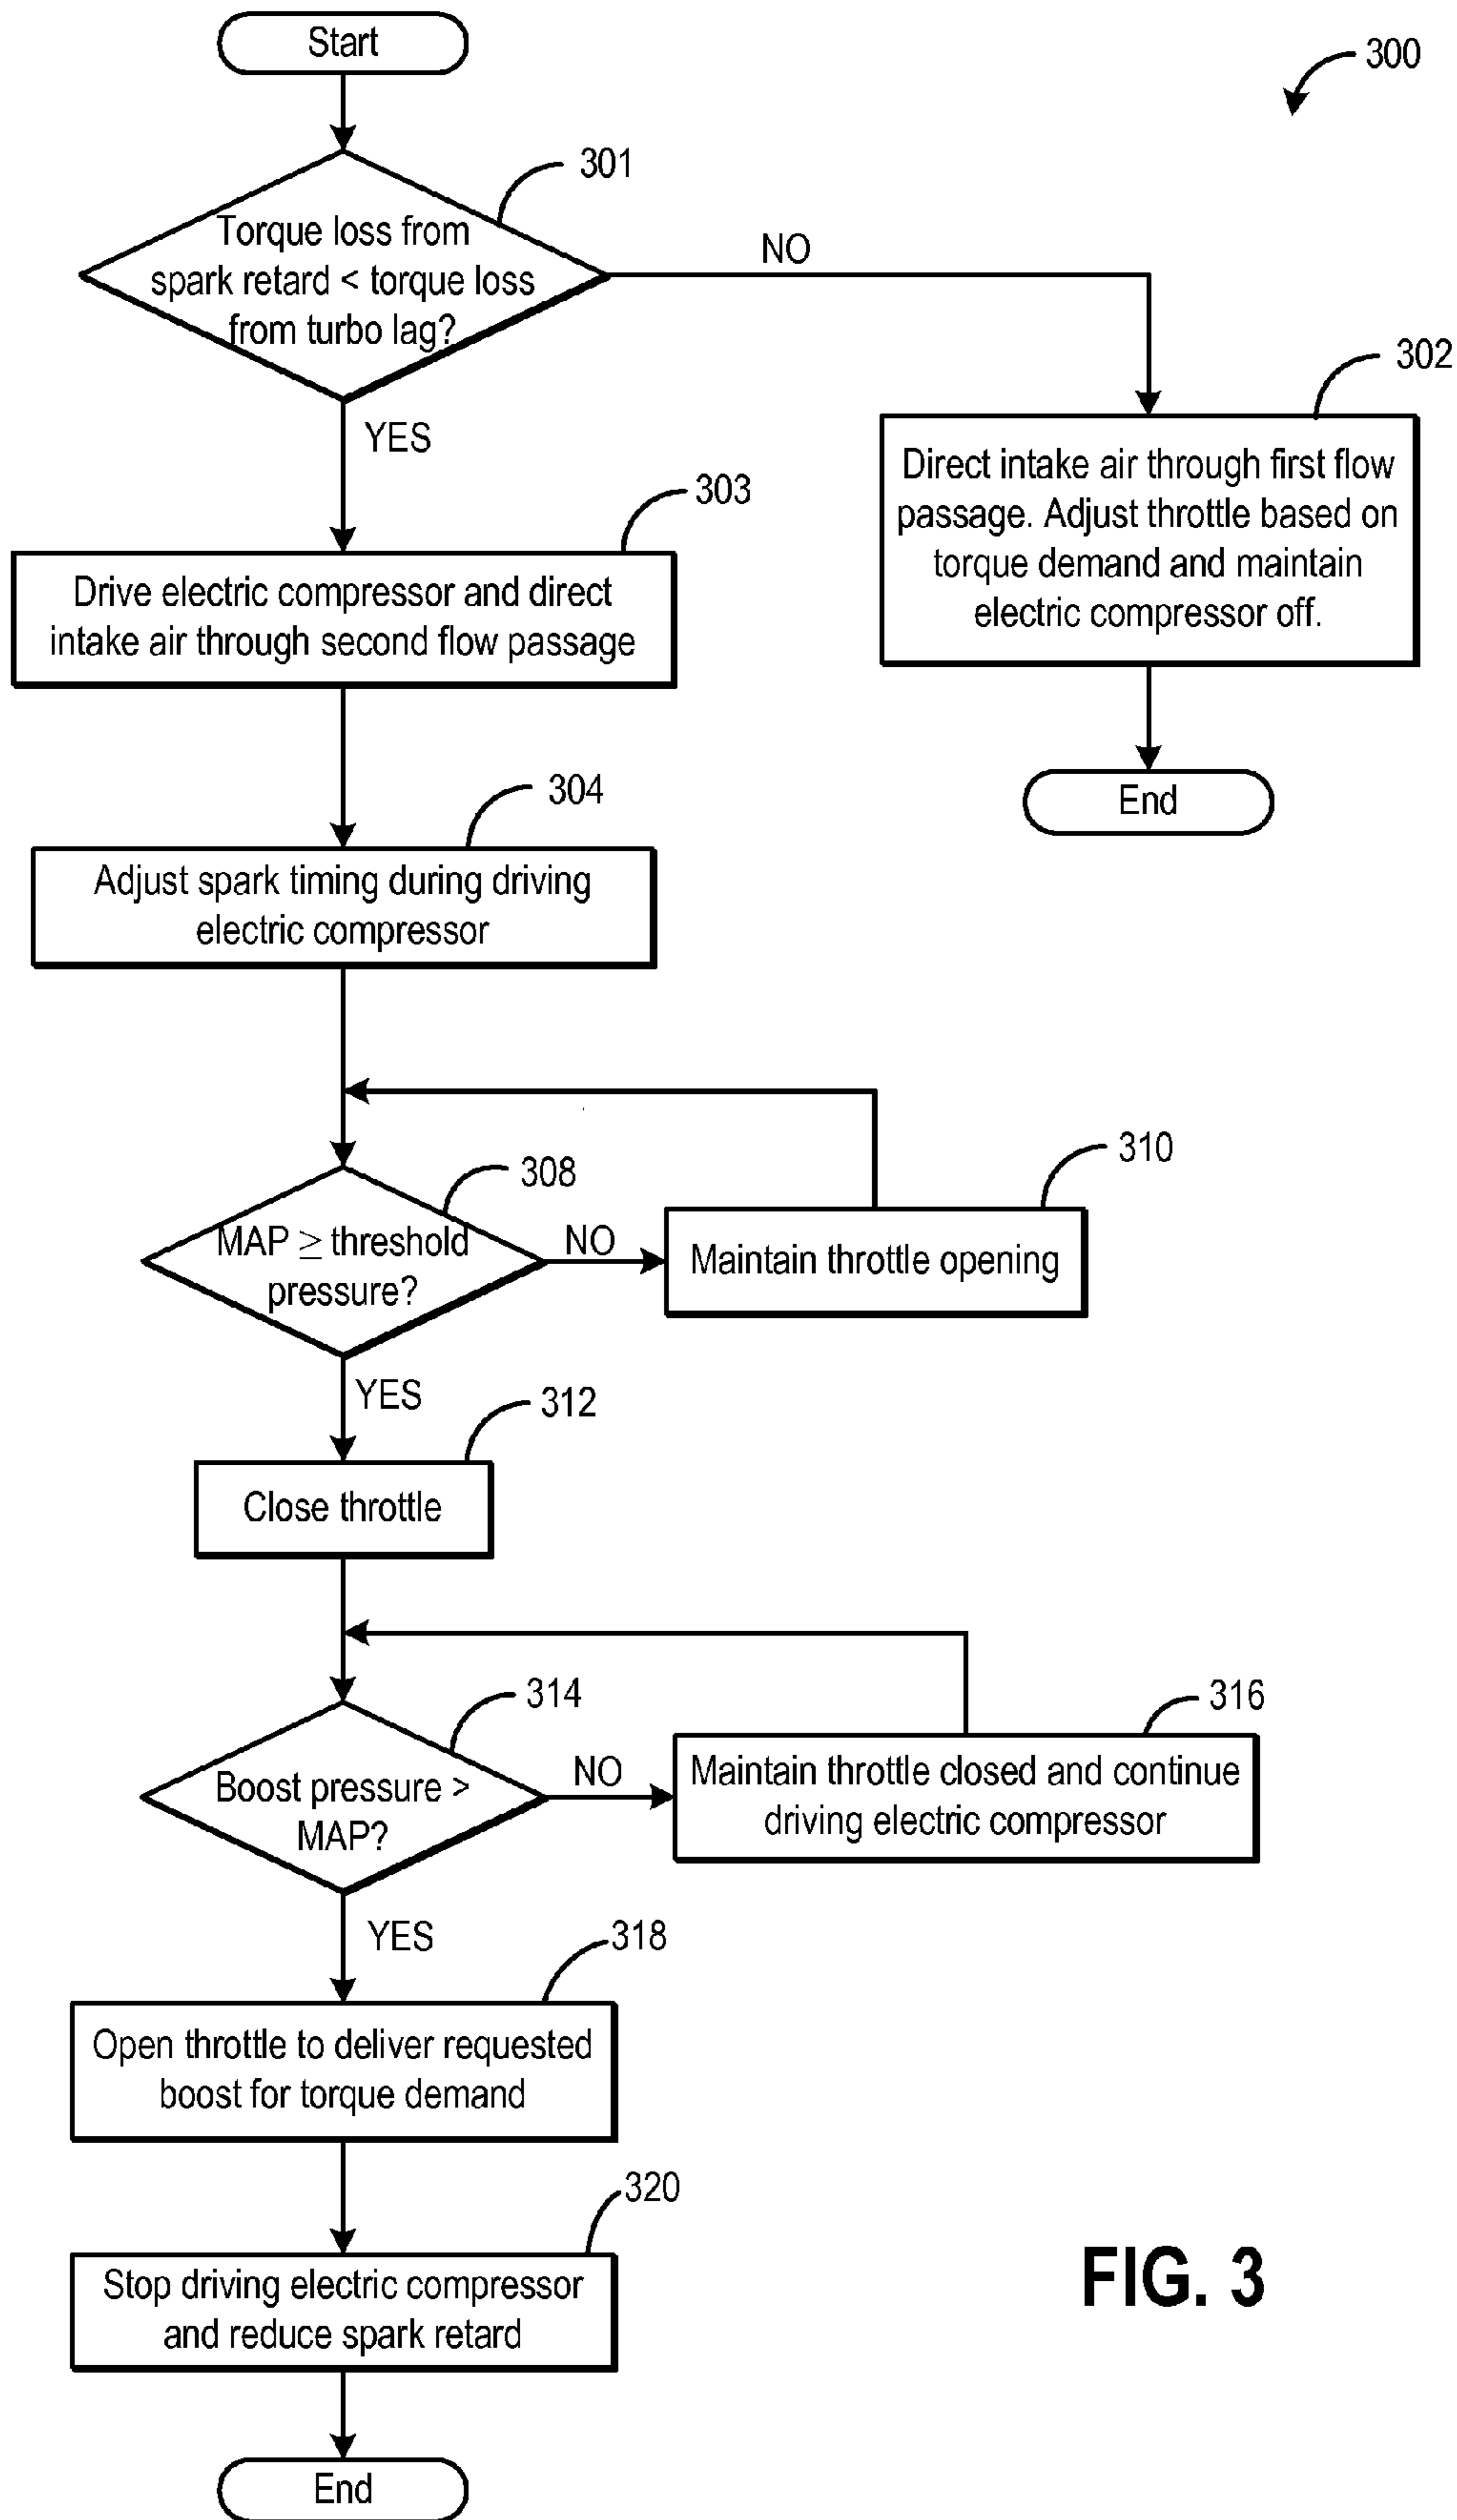 Start
300
301
Torque loss from
spark retard < torque loss
from turbo lag?
NO
YES
302
Direct intake air through first flow
passage. Adjust throttle based on
torque demand and maintain
electric compressor off.
End
303
Drive electric compressor and direct
intake air through second flow passage
304
Adjust spark timing during driving
electric compressor
308
MAP ≥ threshold
pressure?
NO
310
Maintain throttle opening
YES
312
Close throttle
314
Boost pressure >
MAP?
NO
316
Maintain throttle closed and continue
driving electric compressor
YES
318
Open throttle to deliver requested
boost for torque demand
320
Stop driving electric compressor
and reduce spark retard
End
FIG. 3